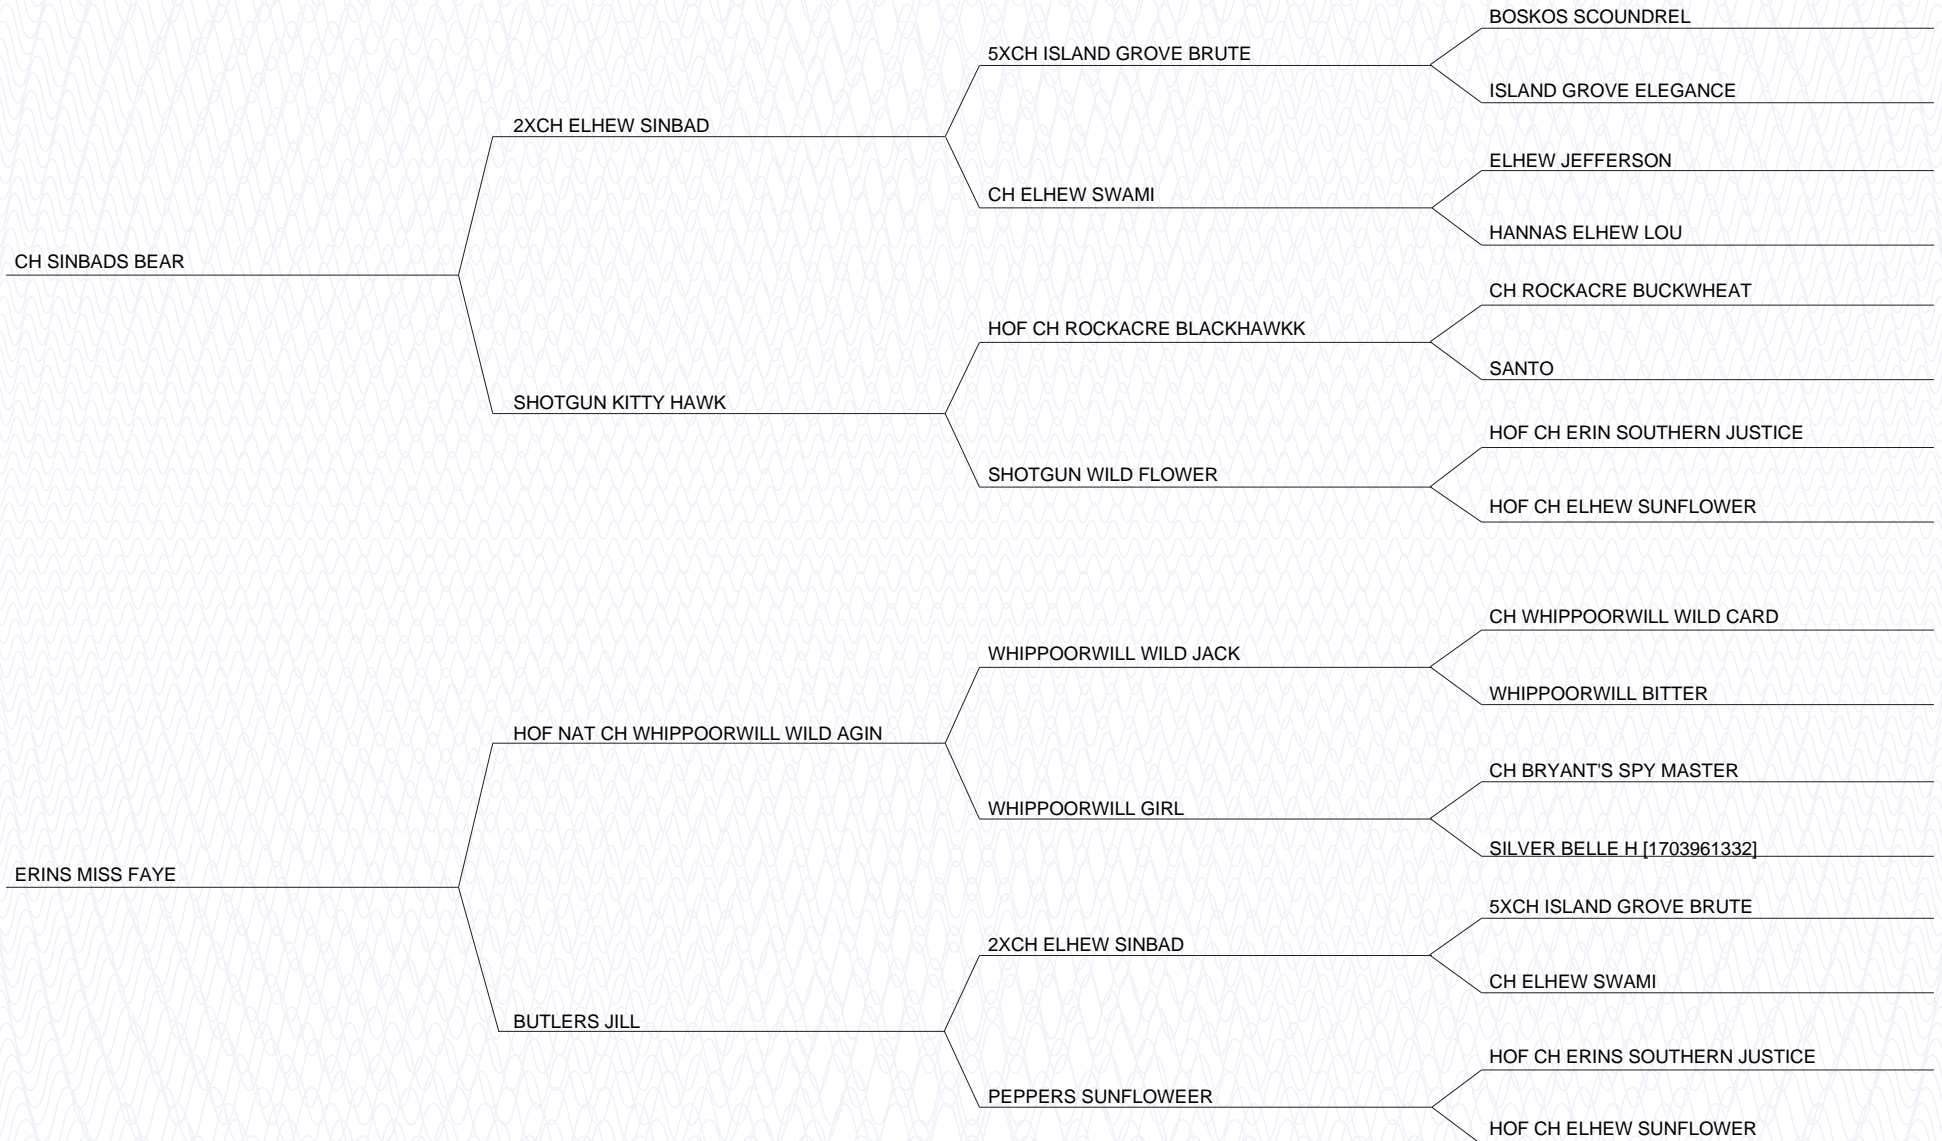 BOSKOS SCOUNDREL
5XCH ISLAND GROVE BRUTE
ISLAND GROVE ELEGANCE
2XCH ELHEW SINBAD
ELHEW JEFFERSON
CH ELHEW SWAMI
HANNAS ELHEW LOU
CH SINBADS BEAR
CH ROCKACRE BUCKWHEAT
HOF CH ROCKACRE BLACKHAWKK
SANTO
SHOTGUN KITTY HAWK
HOF CH ERIN SOUTHERN JUSTICE
SHOTGUN WILD FLOWER
HOF CH ELHEW SUNFLOWER
CH WHIPPOORWILL WILD CARD
WHIPPOORWILL WILD JACK
WHIPPOORWILL BITTER
HOF NAT CH WHIPPOORWILL WILD AGIN
CH BRYANT'S SPY MASTER
WHIPPOORWILL GIRL
SILVER BELLE H [1703961332]
ERINS MISS FAYE
5XCH ISLAND GROVE BRUTE
2XCH ELHEW SINBAD
CH ELHEW SWAMI
BUTLERS JILL
HOF CH ERINS SOUTHERN JUSTICE
PEPPERS SUNFLOWEER
HOF CH ELHEW SUNFLOWER